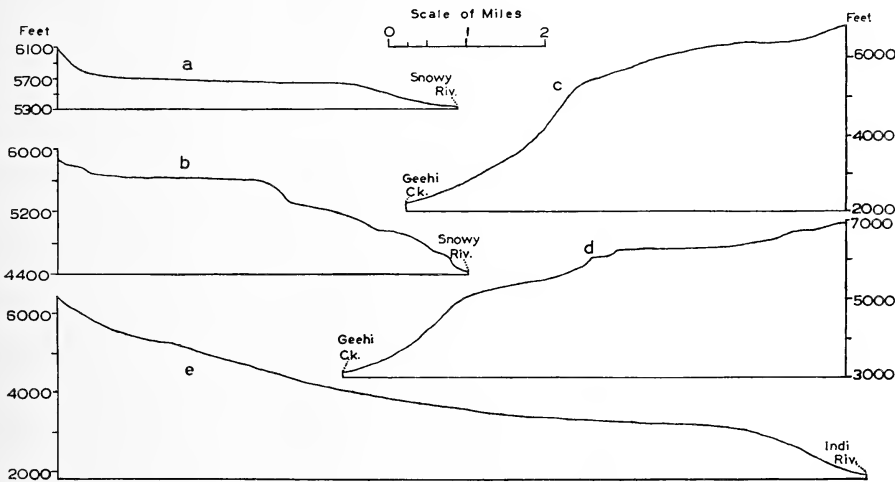 Scale of Miles
0 1 2
Feet
6100
5700
5300
a
Snowy
Riv.
Feet
6000
4000
2000
c
Geehi
Ck.
6000
5200
4400
b
Snowy
Riv.
7000
5000
3000
d
Geehi
Ck.
6000
4000
2000
e
Indi
Riv.